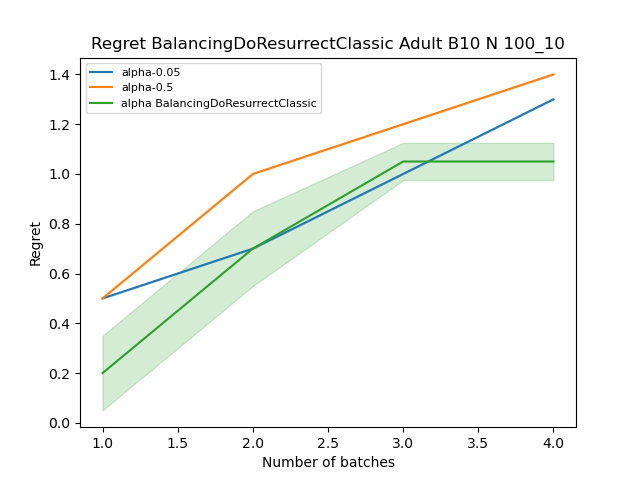 Regret BalancingDoResurrectClassic Adult B10 N 100_10
alpha-0.05
alpha-0.5
alpha BalancingDoResurrectClassic
1.4
1.2
1.0
0.8
0.6
0.4
0.2
0.0
Regret
1.0 1.5 2.0 2.5 3.0 3.5 4.0
Number of batches